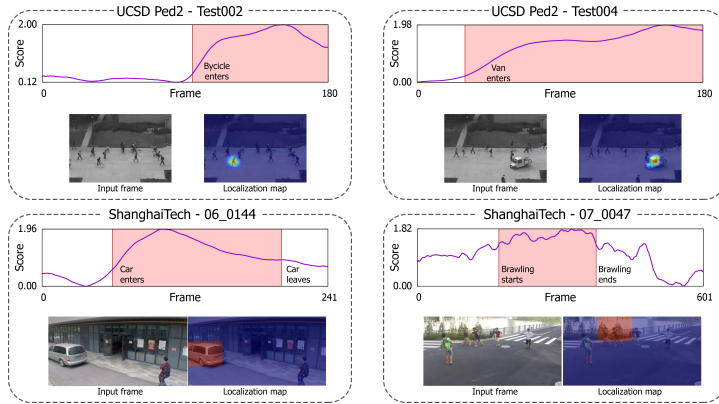 UCSD Ped2 - Test002
2.00
Score
Bycicle
enters
0.12
0
Frame
180
Input frame
Localization map
UCSD Ped2 - Test004
1.98
Score
Van
enters
0.00
0
Frame
180
Input frame
Localization map
ShanghaiTech - 06_0144
1.96
Score
Car
enters
Car
leaves
0.00
0
Frame
241
Input frame
Localization map
ShanghaiTech - 07_0047
1.82
Score
Brawling
starts
Brawling
ends
0.00
0
Frame
601
Input frame
Localization map